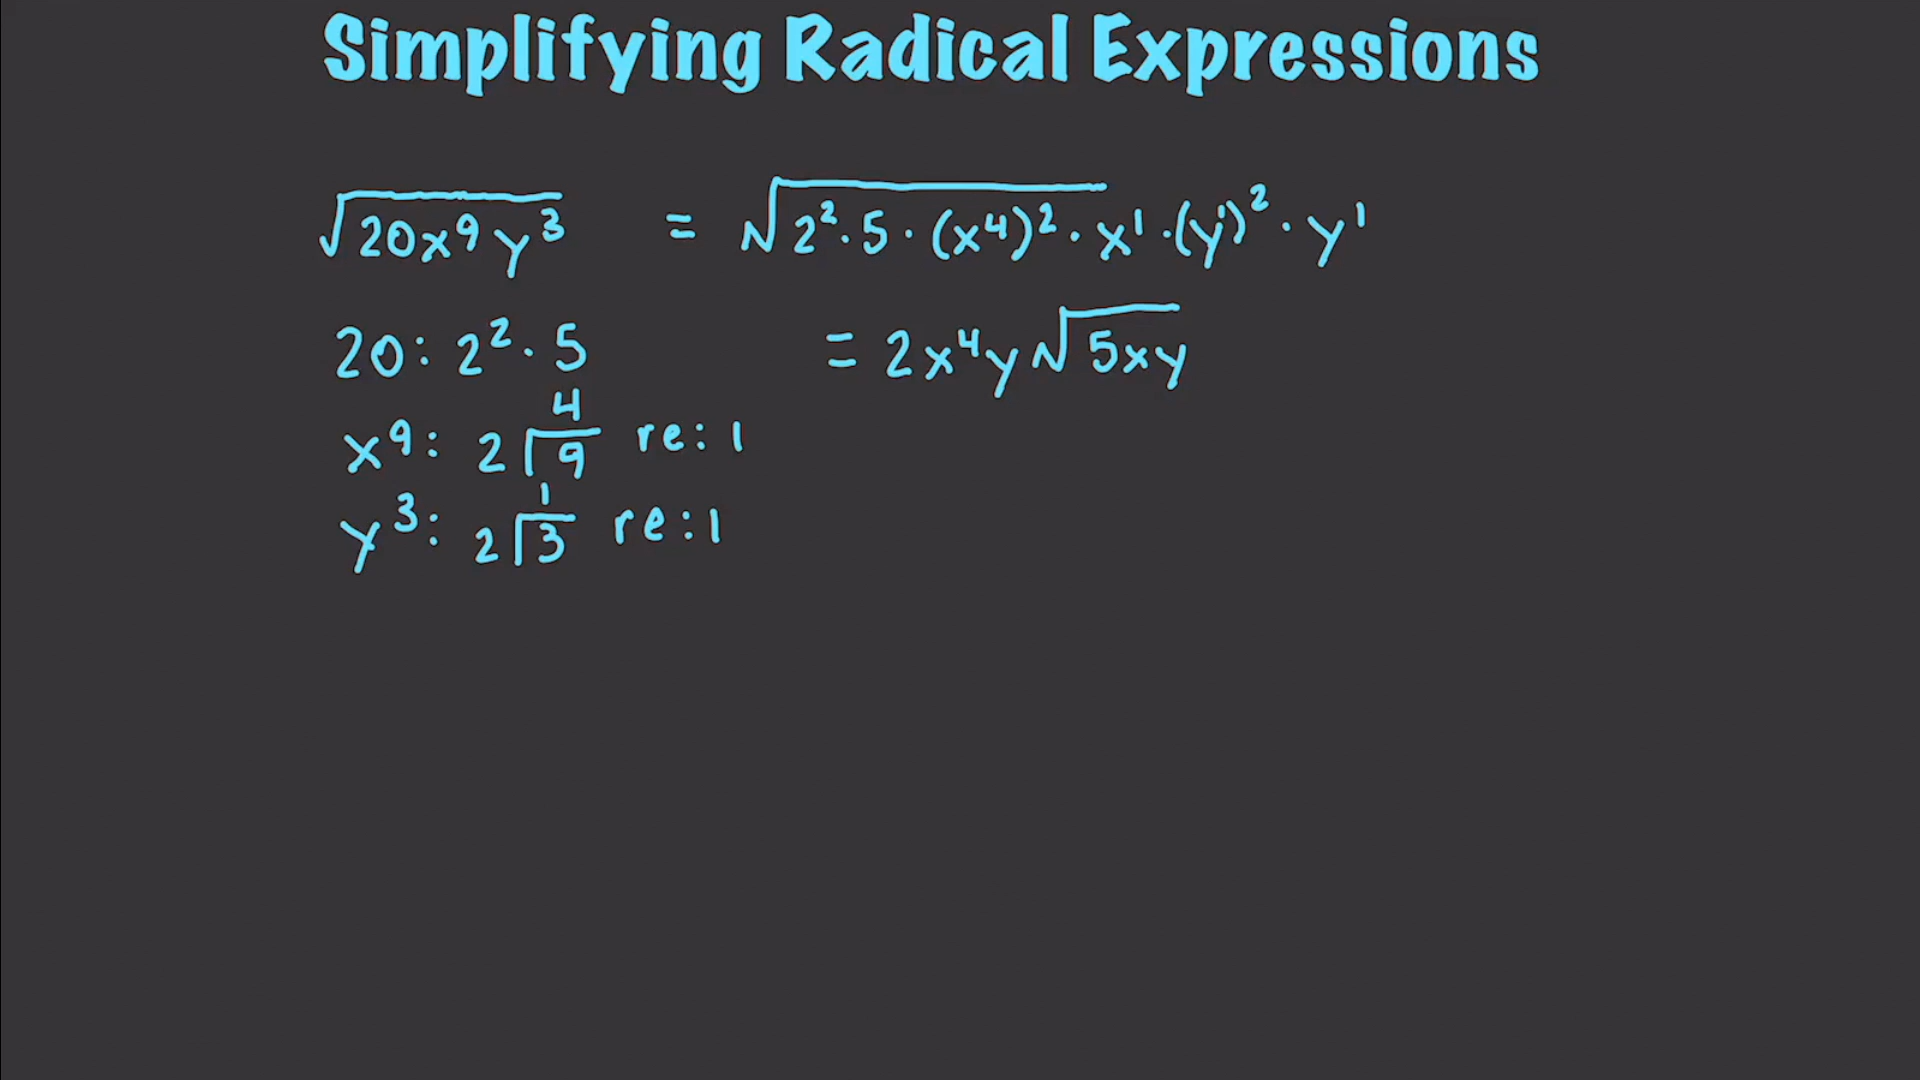 Simplifying Radical Expressions
√20x⁹y³ = √2²·5·(x⁴)²·x¹·(y¹)²·y¹
20: 2²·5 = 2x⁴y√5xy
4
x⁹: 2⟌9 re: 1
1
y³: 2⟌3 re: 1